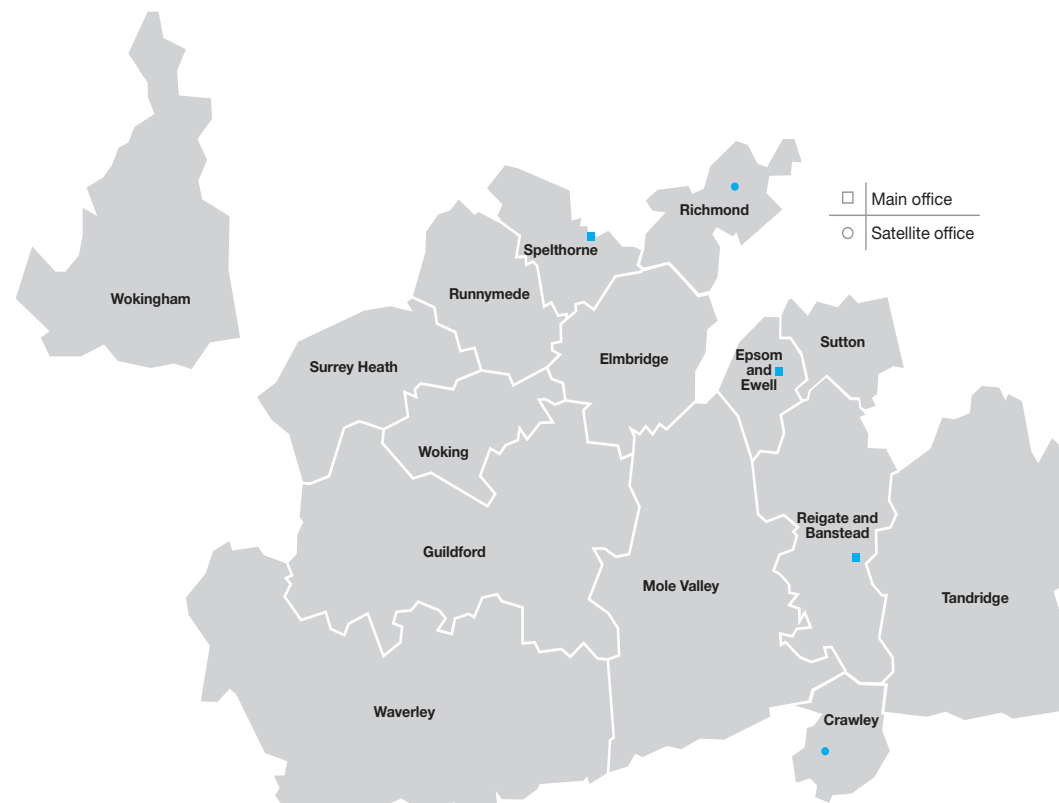 Main office
Richmond
Satellite office
Spelthorne
Runnymede
Wokingham
Sutton
Elmbridge
Epsom
and
Ewell
Surrey Heath
Woking
Reigate and
Banstead
Guildford
Mole Valley
Tandridge
Waverley
Crawley